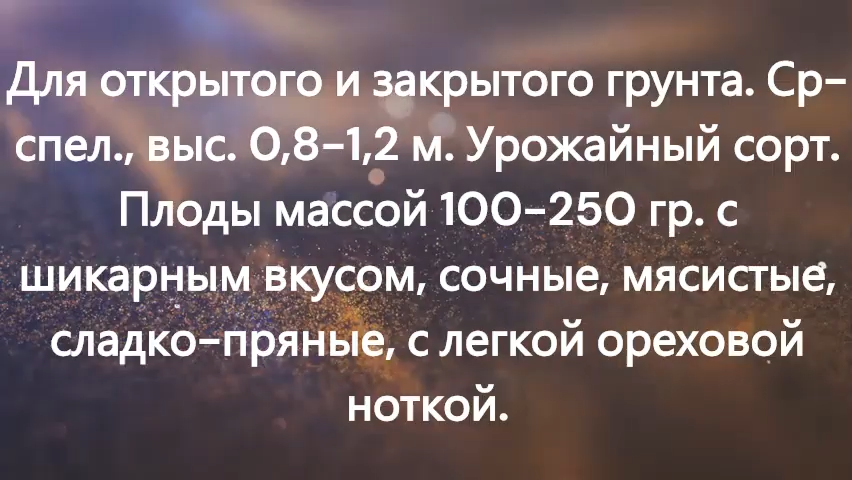 Для открытого и закрытого грунта. Ср-
спел., выс. 0,8-1,2 м. Урожайный сорт.
Плоды массой 100-250 гр. с
шикарным вкусом, сочные, мясистые,
сладко-пряные, с легкой ореховой
ноткой.